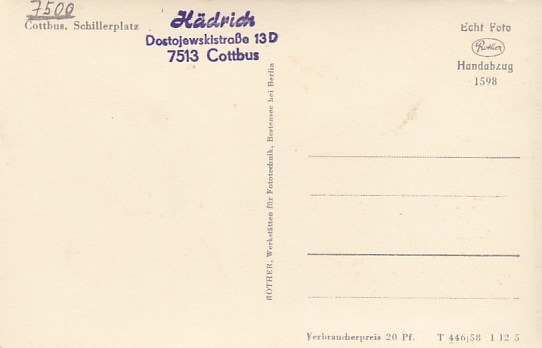 7500
Cottbus, Schillerplatz
Hädrich
Dostojewskistraße 13 D
7513 Cottbus
Echt Foto
Rother
Handabzug
1598
ROTHER, Werkstätten für Fototechnik, Bestensee bei Berlin
Verbraucherpreis 20 Pf. T 446/58 1 12 5